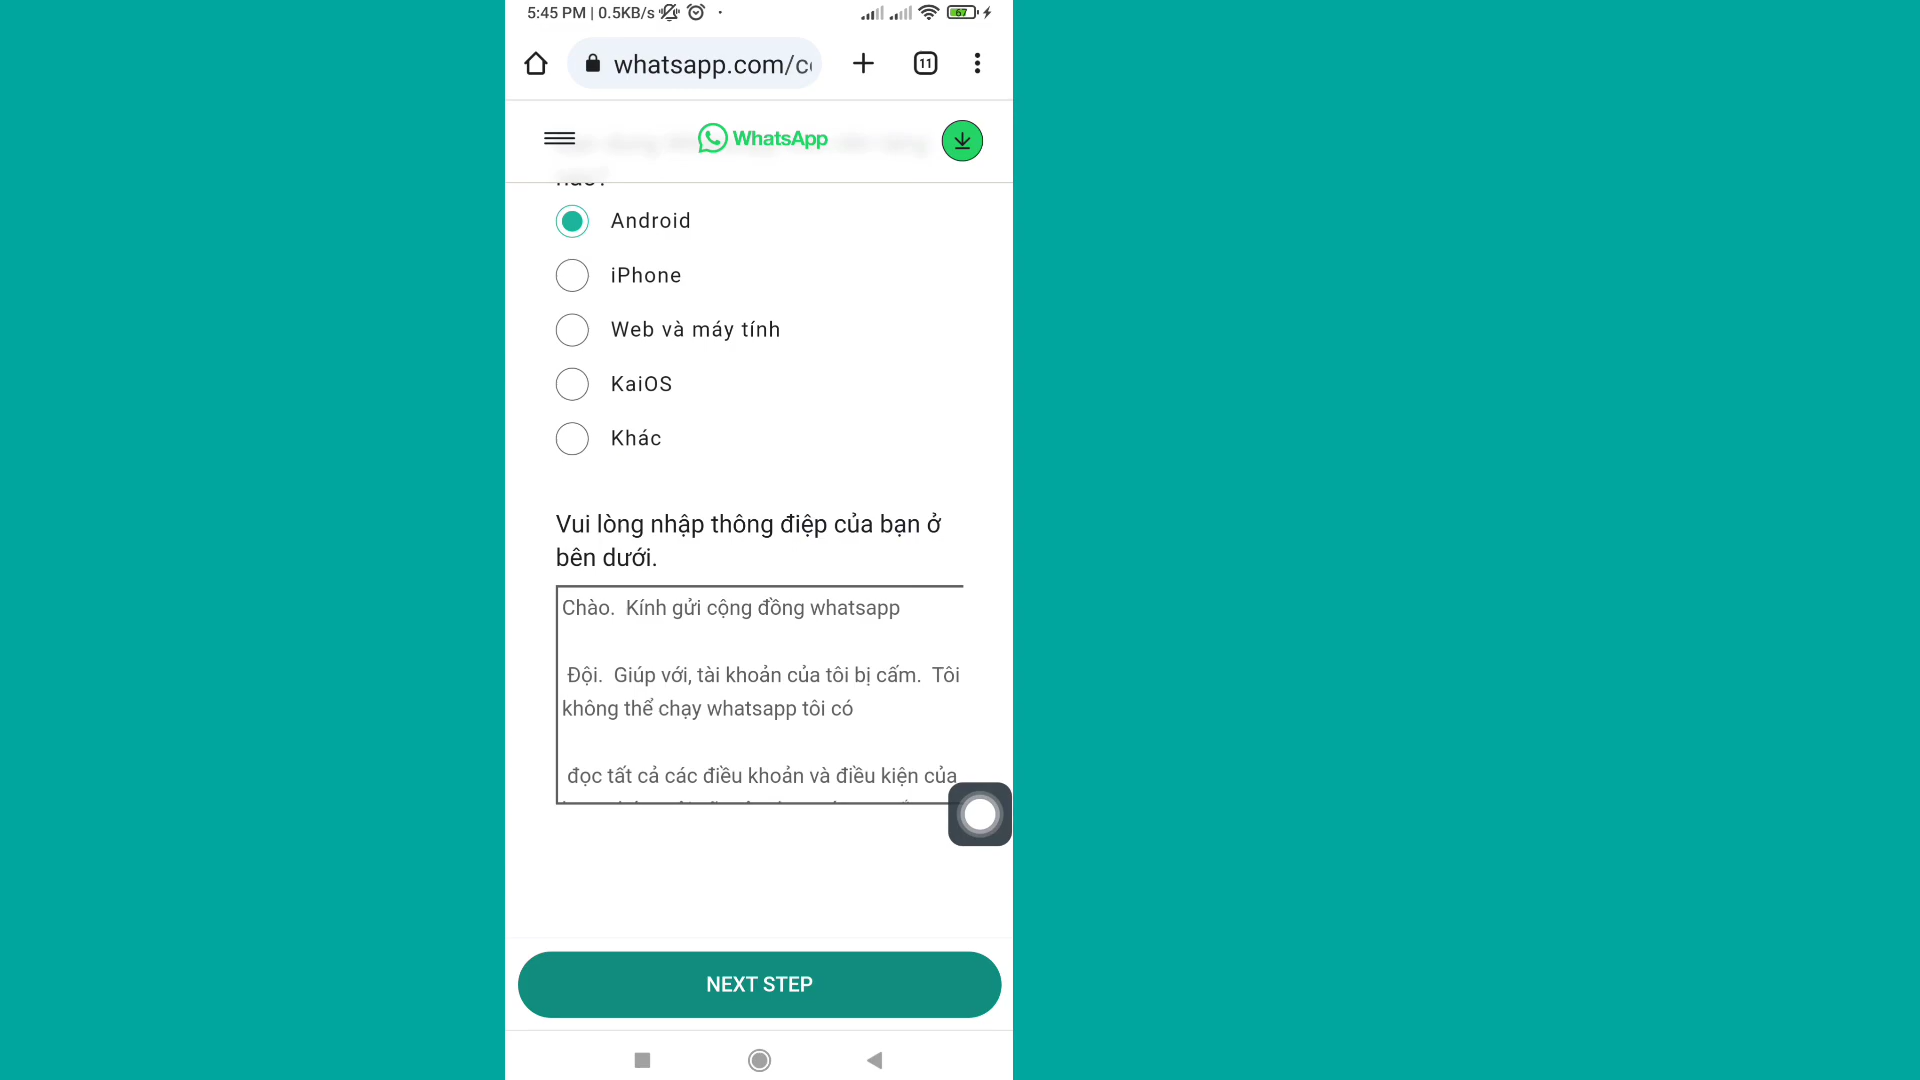 5:45 PM | 0.5KB/s
67
whatsapp.com/c
11
WhatsApp
Android
iPhone
Web và máy tính
KaiOS
Khác
Vui lòng nhập thông điệp của bạn ở
bên dưới.
Chào.  Kính gửi cộng đồng whatsapp
Đội.  Giúp với, tài khoản của tôi bị cấm.  Tôi
không thể chạy whatsapp tôi có
đọc tất cả các điều khoản và điều kiện của
NEXT STEP